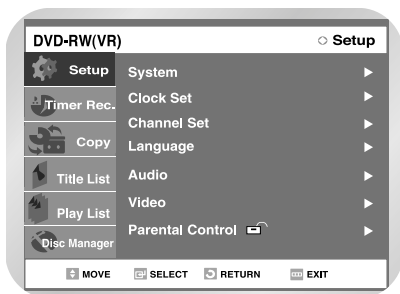 DVD-RW(VR) Setup
Setup
Timer Rec.
Copy
Title List
Play List
Disc Manager
System
Clock Set
Channel Set
Language
Audio
Video
Parental Control
MOVE SELECT RETURN EXIT